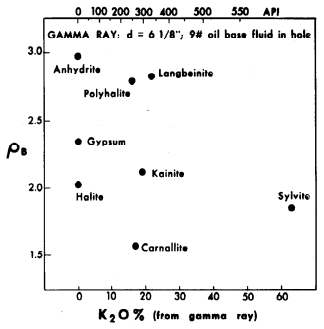 0 100 200 300 400 500 550 API
GAMMA RAY: d = 6 1/8"; 9# oil base fluid in hole
3.0
Anhydrite
Langbeinite
Polyhalite
2.5
Gypsum
ρB
Kainite
2.0
Halite
Sylvite
1.5
Carnallite
0 10 20 30 40 50 60
K2O% (from gamma ray)